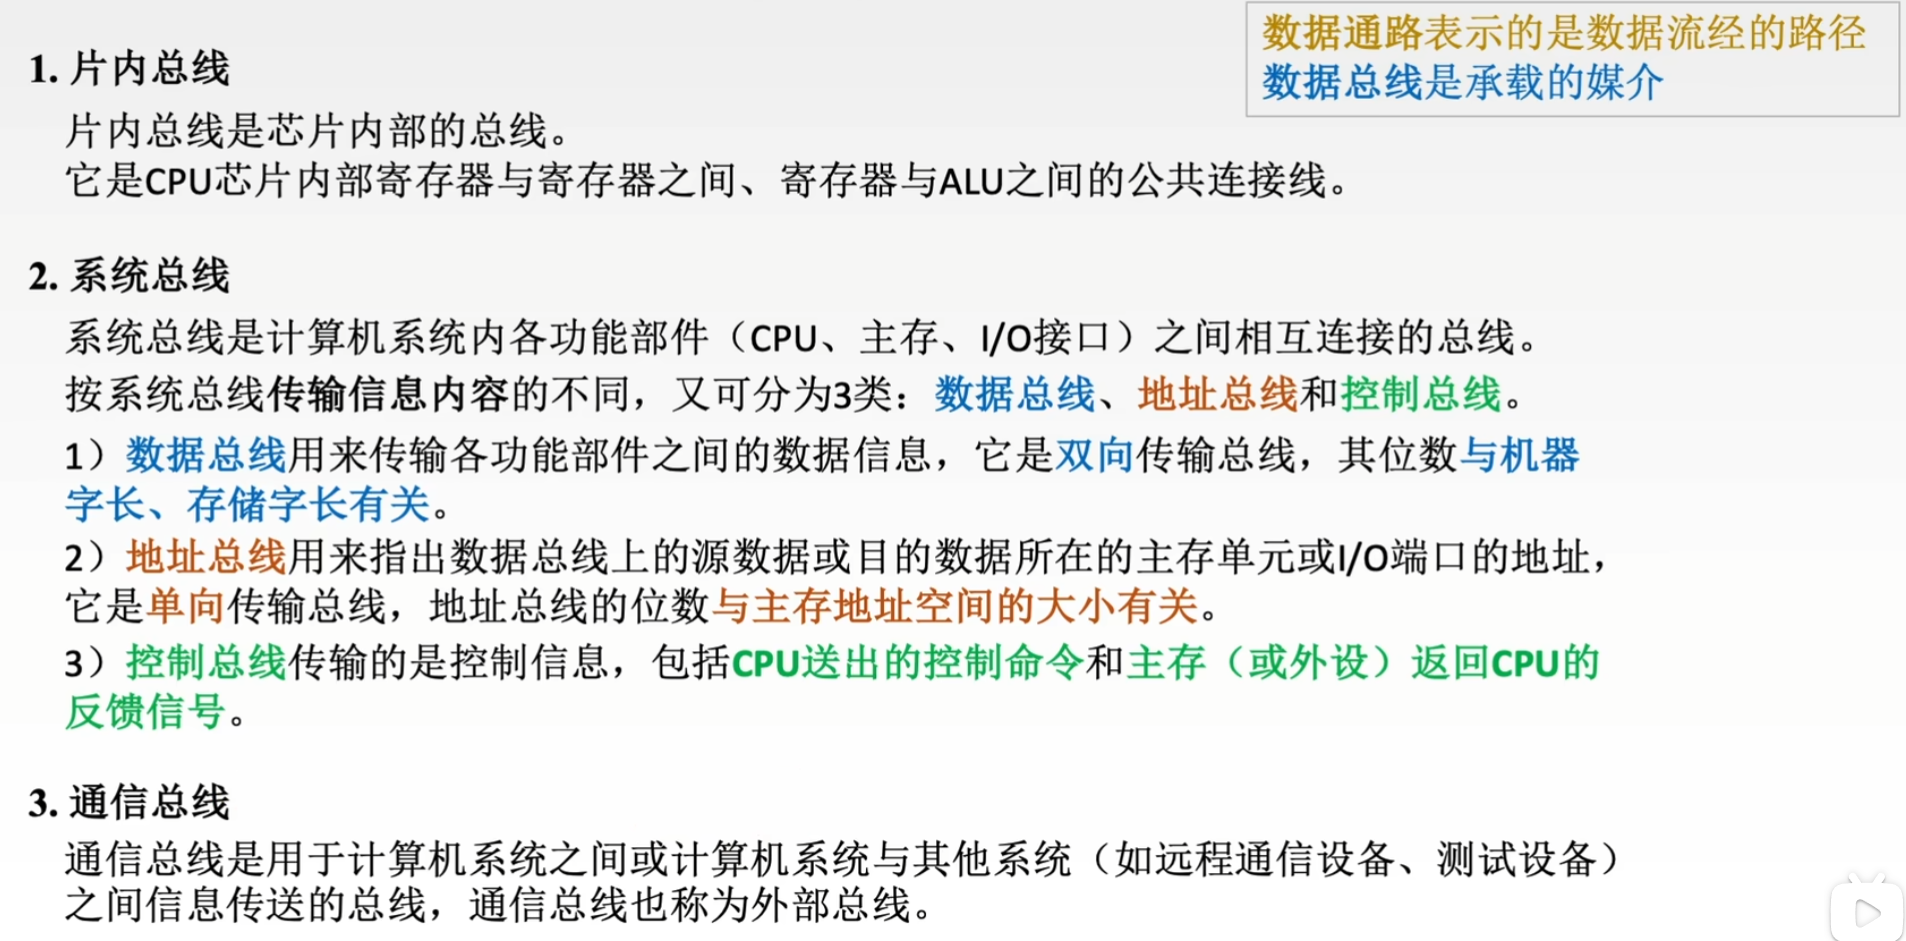 数据通路表示的是数据流经的路径
数据总线是承载的媒介
1. 片内总线
片内总线是芯片内部的总线。
它是CPU芯片内部寄存器与寄存器之间、寄存器与ALU之间的公共连接线。
2. 系统总线
系统总线是计算机系统内各功能部件（CPU、主存、I/O接口）之间相互连接的总线。
按系统总线传输信息内容的不同，又可分为3类：数据总线、地址总线和控制总线。
1）数据总线用来传输各功能部件之间的数据信息，它是双向传输总线，其位数与机器
字长、存储字长有关。
2）地址总线用来指出数据总线上的源数据或目的数据所在的主存单元或I/O端口的地址，
它是单向传输总线，地址总线的位数与主存地址空间的大小有关。
3）控制总线传输的是控制信息，包括CPU送出的控制命令和主存（或外设）返回CPU的
反馈信号。
3. 通信总线
通信总线是用于计算机系统之间或计算机系统与其他系统（如远程通信设备、测试设备）
之间信息传送的总线，通信总线也称为外部总线。